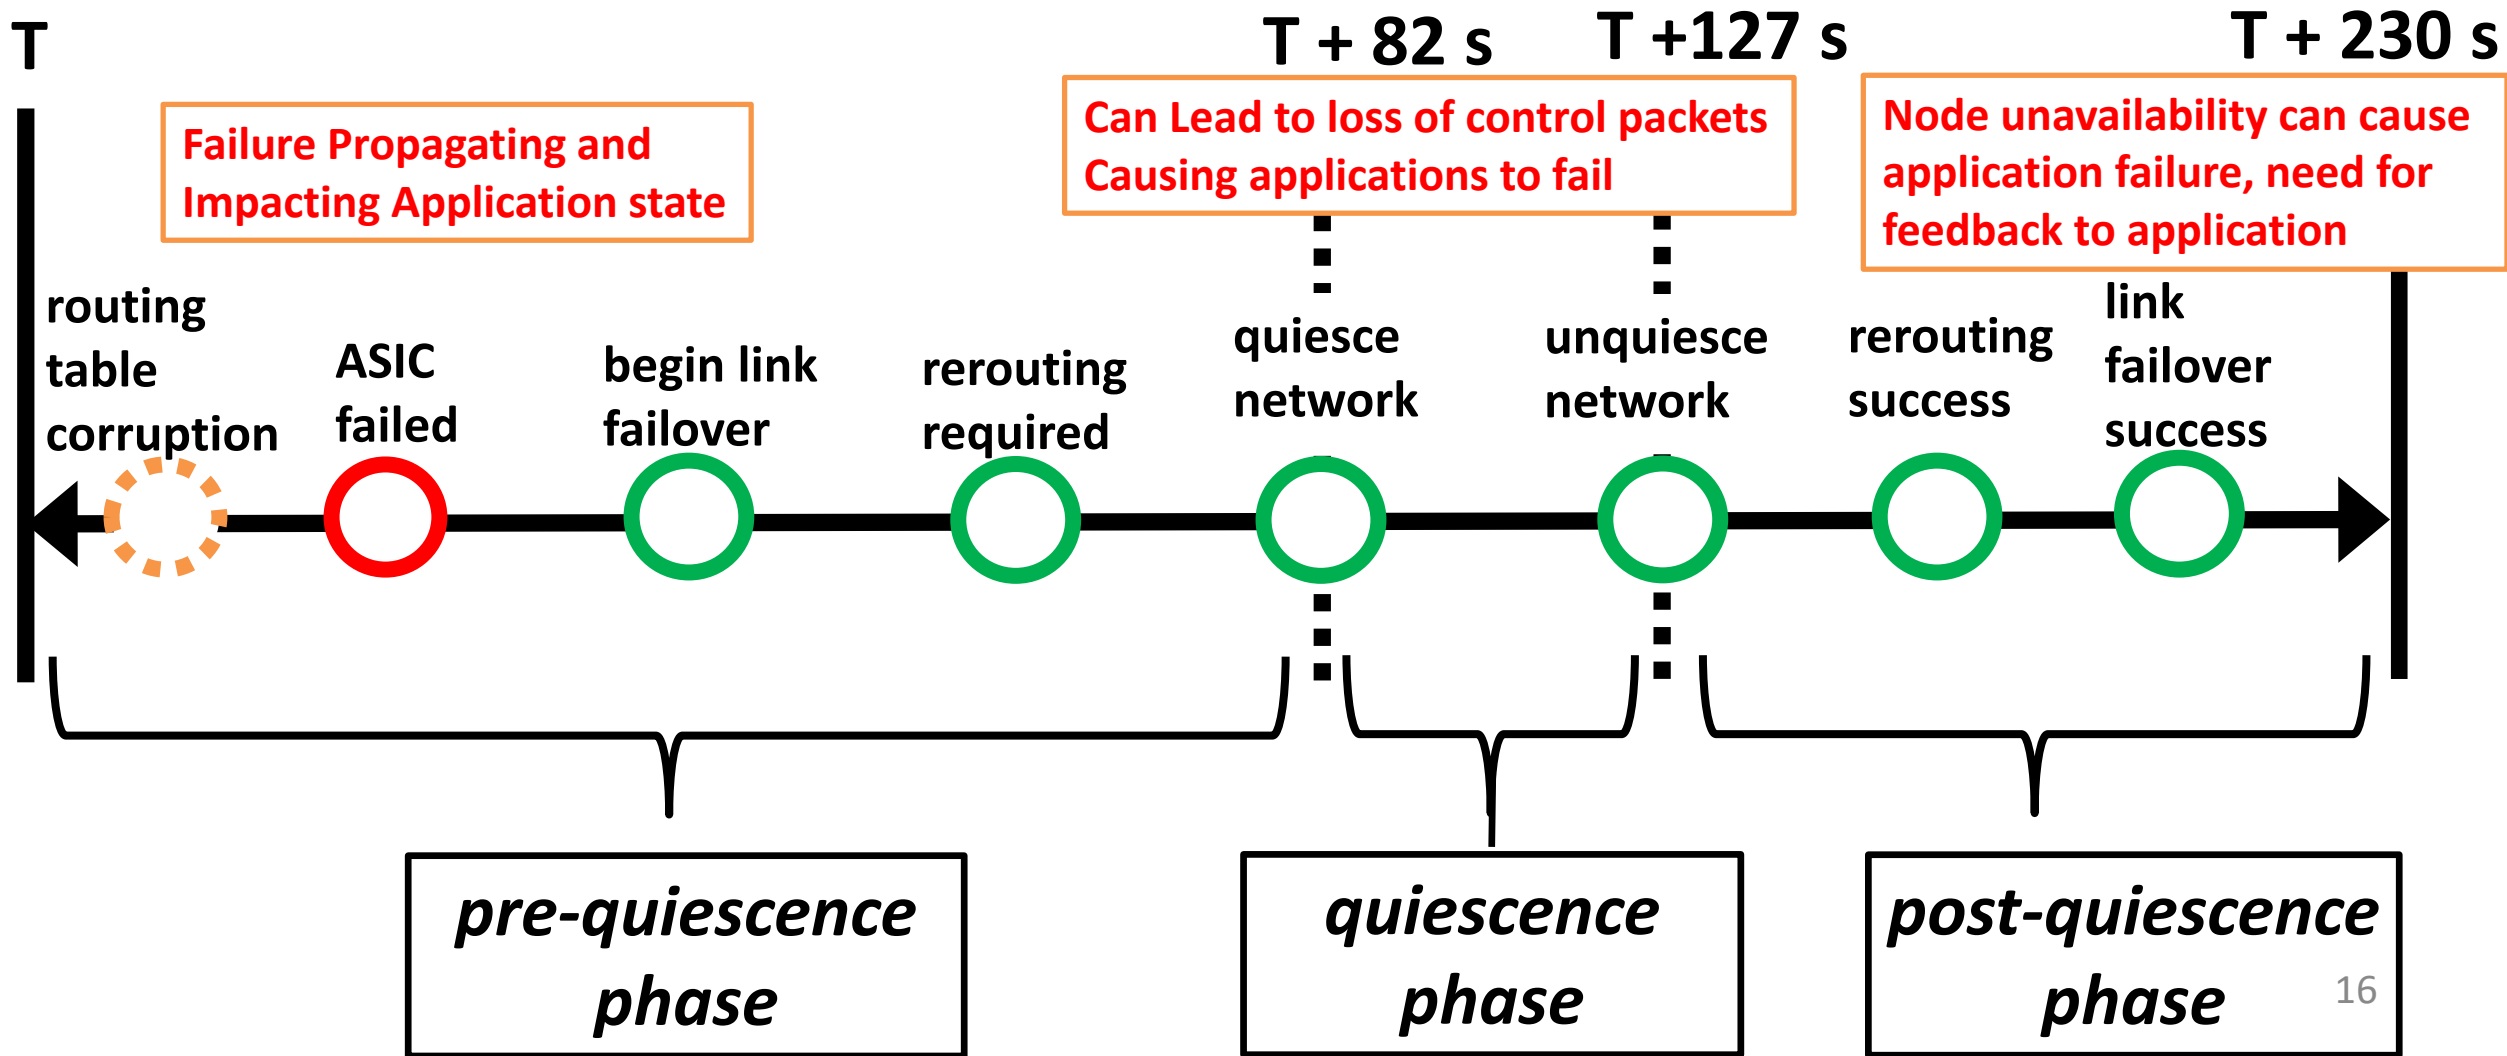 T
T + 82 s
T +127 s
T + 230 s
Failure Propagating and
Impacting Application state
Can Lead to loss of control packets
Causing applications to fail
Node unavailability can cause
application failure, need for
feedback to application
routing
table
corruption
ASIC
failed
begin link
failover
rerouting
required
quiesce
network
unquiesce
network
rerouting
success
link
failover
success
pre-quiescence
phase
quiescence
phase
post-quiescence
phase
16